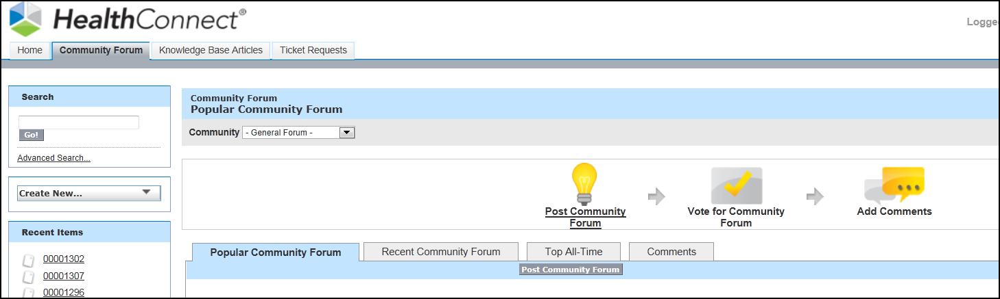 HealthConnect®
Logge
Home
Community Forum
Knowledge Base Articles
Ticket Requests
Search
Go!
Advanced Search...
Create New...
Recent Items
00001302
00001307
00001296
Community Forum
Popular Community Forum
Community
- General Forum -
Post Community
Forum
Vote for Community
Forum
Add Comments
Popular Community Forum
Recent Community Forum
Top All-Time
Comments
Post Community Forum